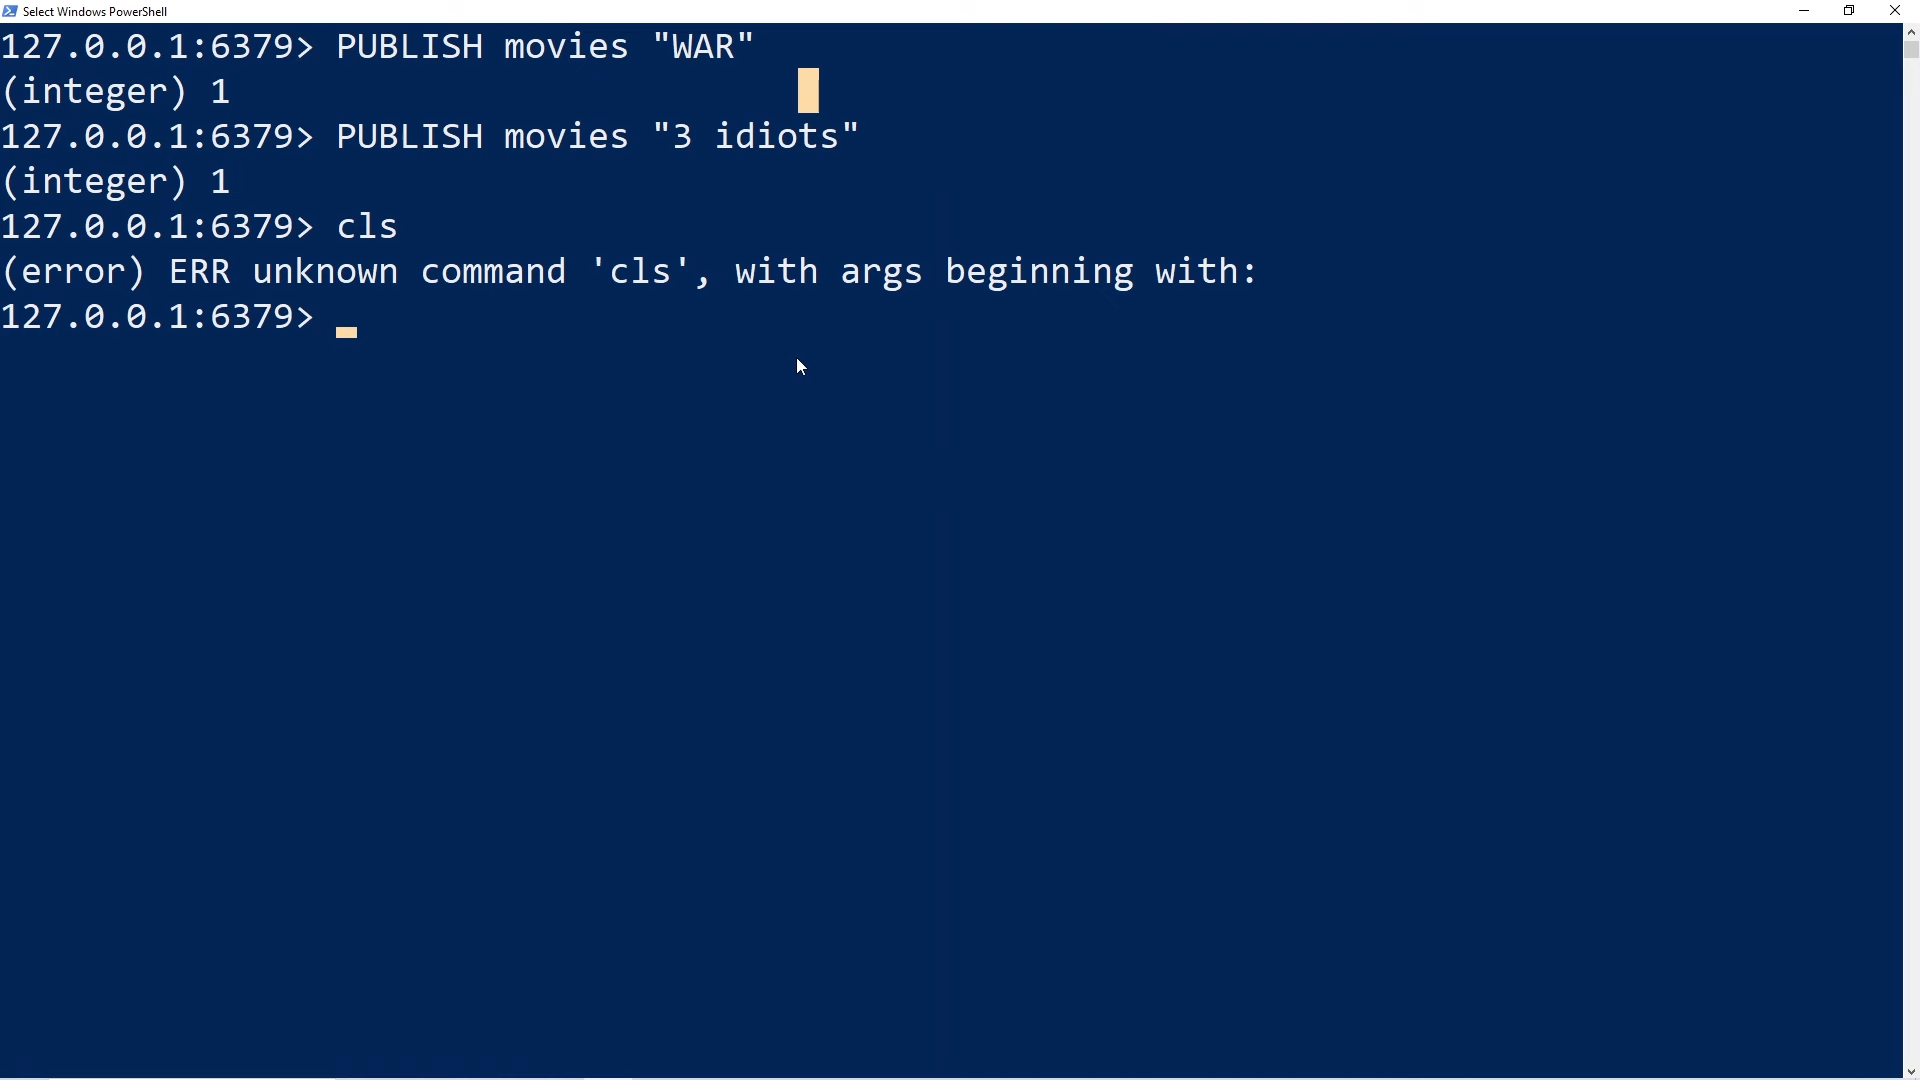 Select Windows PowerShell
127.0.0.1:6379> PUBLISH movies "WAR"
(integer) 1
127.0.0.1:6379> PUBLISH movies "3 idiots"
(integer) 1
127.0.0.1:6379> cls
(error) ERR unknown command 'cls', with args beginning with:
127.0.0.1:6379>